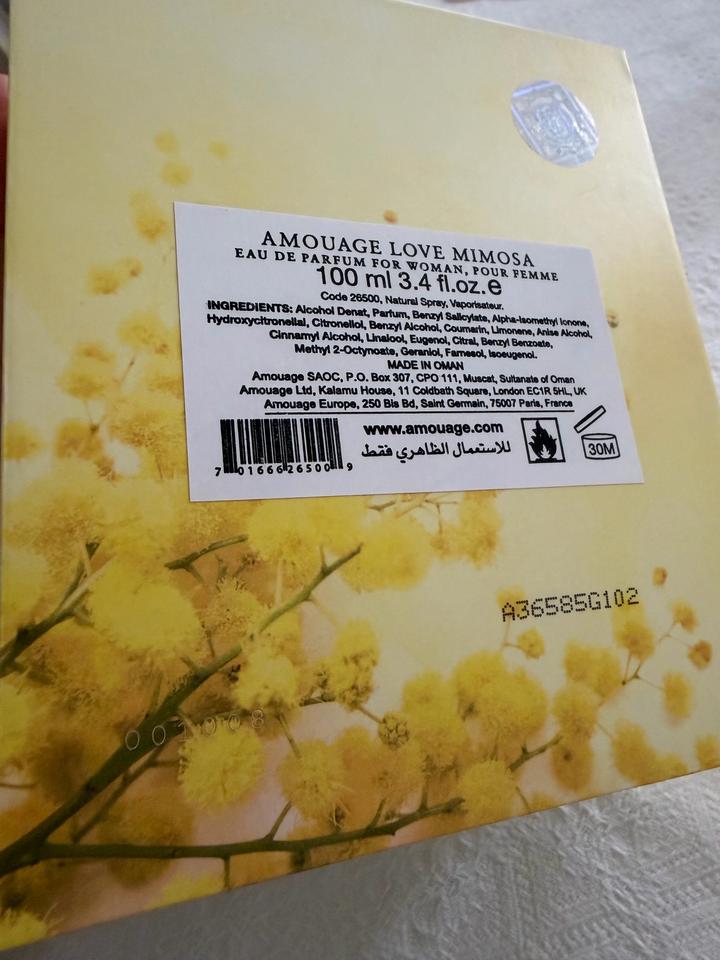 AMOUAGE LOVE MIMOSA
EAU DE PARFUM FOR WOMAN, POUR FEMME
100 ml 3.4 fl.oz.e
Code 26500, Natural Spray, Vaporisateur.
INGREDIENTS: Alcohol Denat, Parfum, Benzyl Salicylate, Alpha-Isomethyl Ionone,
Hydroxycitronellal, Citronellol, Benzyl Alcohol, Coumarin, Limonene, Anise Alcohol,
Cinnamyl Alcohol, Linalool, Eugenol, Citral, Benzyl Benzoate,
Methyl 2-Octynoate, Geraniol, Farnesol, Isoeugenol.
MADE IN OMAN
Amouage SAOC, P.O. Box 307, CPO 111, Muscat, Sultanate of Oman
Amouage Ltd, Kalamu House, 11 Coldbath Square, London EC1R 5HL, UK
Amouage Europe, 250 Bis Bd, Saint Germain, 75007 Paris, France
www.amouage.com
للاستعمال الظاهري فقط
30M
7 01666 26500 9
A36585G102
001008